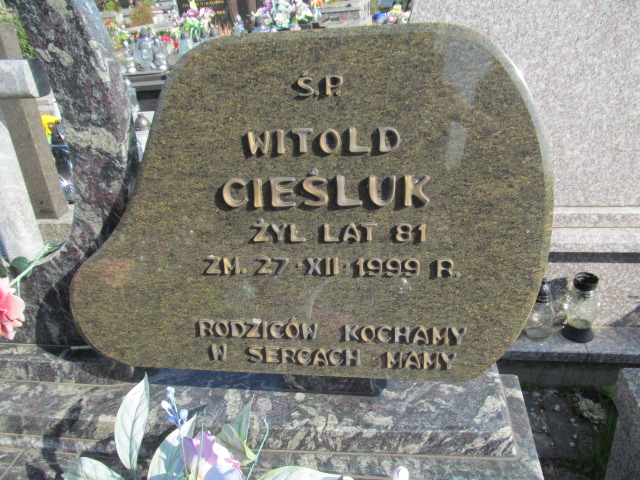 Ś.P.
WITOLD
CIEŚLUK
ŻYŁ LAT 81
ZM. 27·XII·1999 R.
RODZICÓW KOCHAMY
W SERCACH MAMY